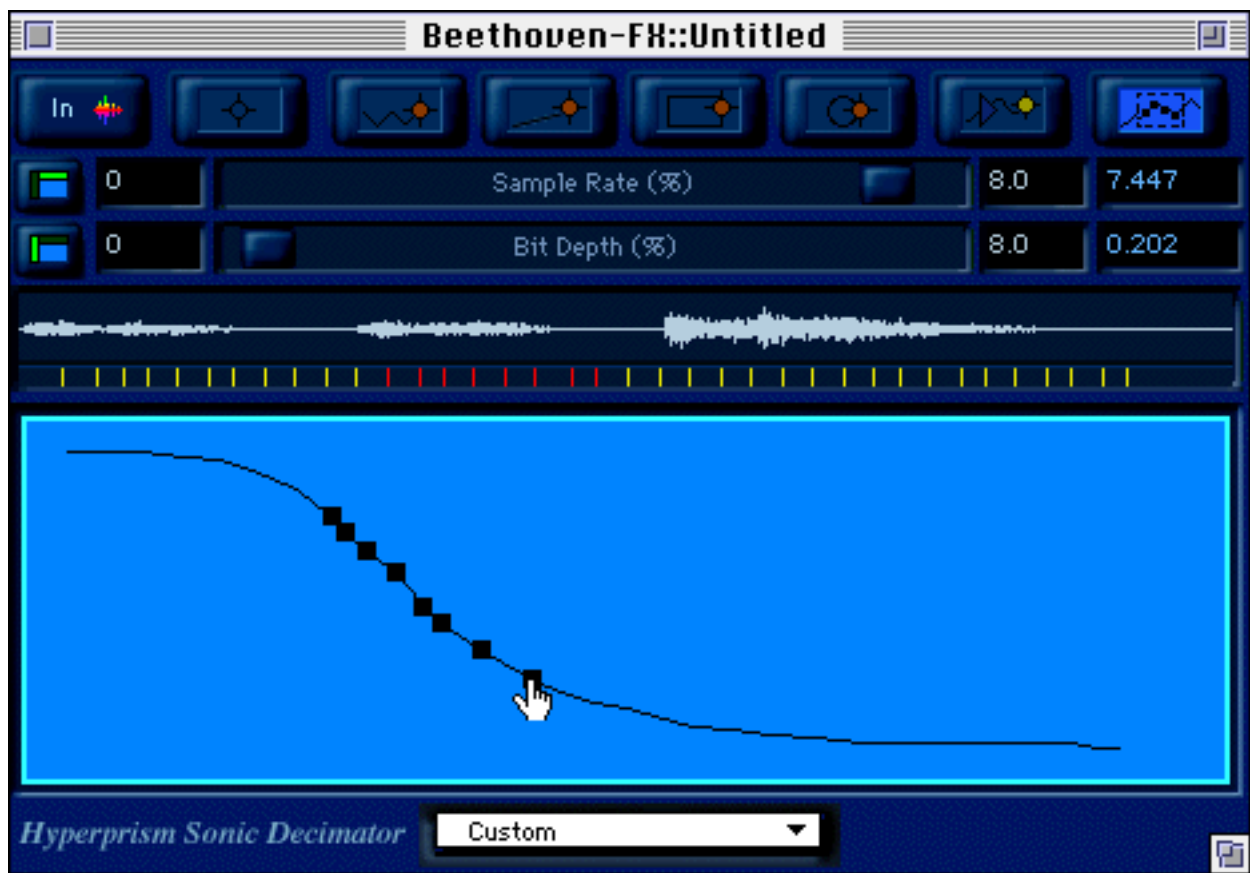 Beethoven-FX::Untitled
In
0 Sample Rate (%) 8.0 7.447
0 Bit Depth (%) 8.0 0.202
Hyperprism Sonic Decimator Custom